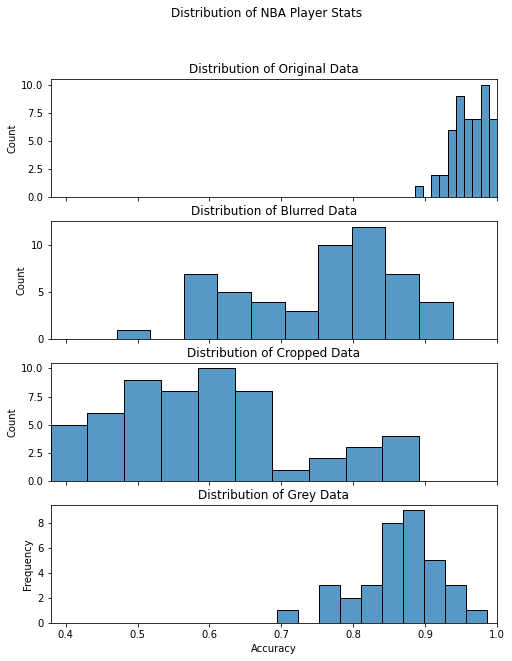 Distribution of NBA Player Stats
Distribution of Original Data
10.0
7.5
5.0
2.5
0.0
Count
Distribution of Blurred Data
10
5
0
Count
Distribution of Cropped Data
10.0
7.5
5.0
2.5
0.0
Count
Distribution of Grey Data
8
6
4
2
0
Frequency
0.4 0.5 0.6 0.7 0.8 0.9 1.0
Accuracy